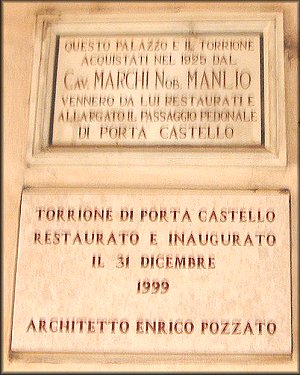 QUESTO PALAZZO E IL TORRIONE
ACQUISTATI NEL 1925 DAL
CAV. MARCHI NOB. MANLIO
VENNERO DA LUI RESTAURATI E
ALLARGATO IL PASSAGGIO PEDONALE
DI PORTA CASTELLO
TORRIONE DI PORTA CASTELLO
RESTAURATO E INAUGURATO
IL 31 DICEMBRE
1999
ARCHITETTO ENRICO POZZATO